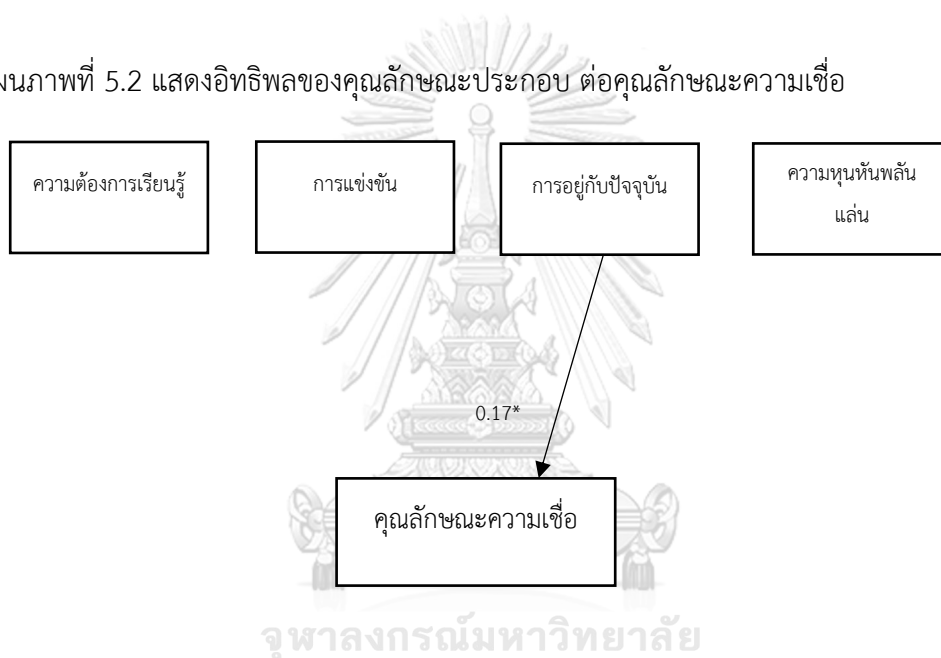 ผนภาพที่ 5.2 แสดงอิทธิพลของคุณลักษณะประกอบ ต่อคุณลักษณะความเชื่อ
ความต้องการเรียนรู้
การแข่งขัน
การอยู่กับปัจจุบัน
ความหุนหันพลัน
แล่น
0.17*
คุณลักษณะความเชื่อ
จุฬาลงกรณ์มหาวิทยาลัย